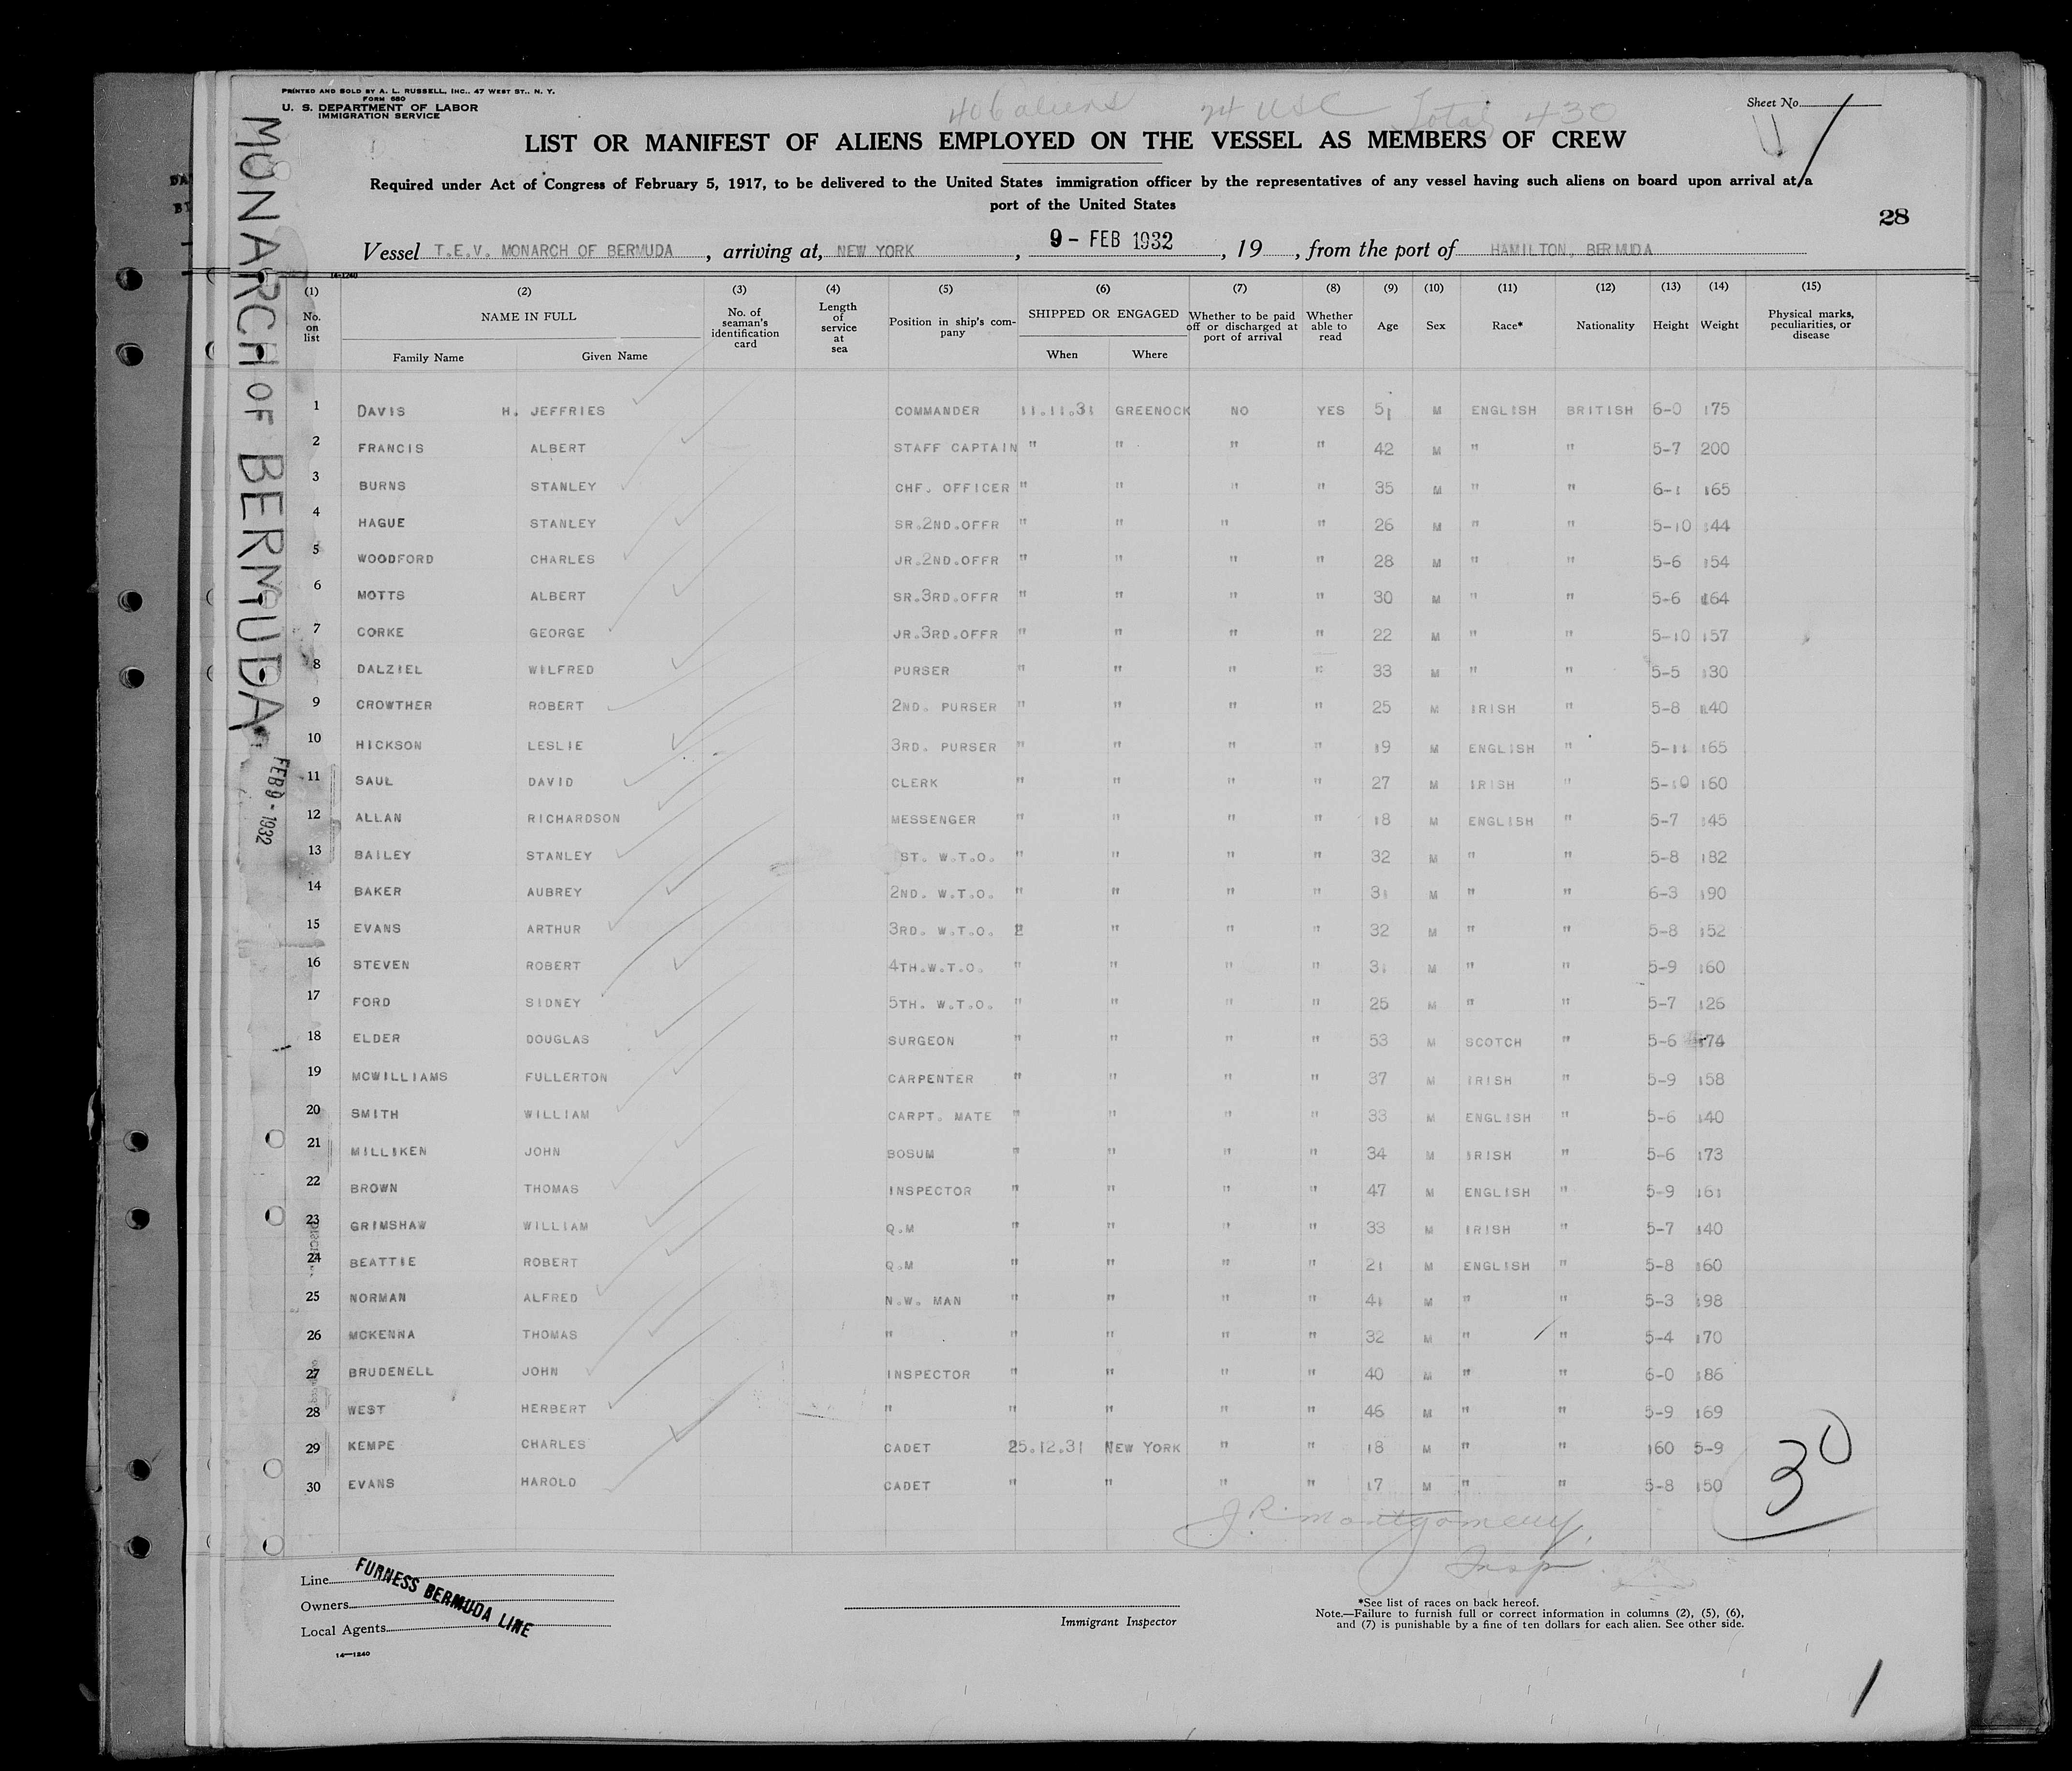 PRINTED AND SOLD BY A. L. RUSSELL, INC., 47 WEST ST., N. Y.
FORM 680
U. S. DEPARTMENT OF LABOR
IMMIGRATION SERVICE
406 aliens 24 USC Total 430
Sheet No.
LIST OR MANIFEST OF ALIENS EMPLOYED ON THE VESSEL AS MEMBERS OF CREW
Required under Act of Congress of February 5, 1917, to be delivered to the United States immigration officer by the representatives of any vessel having such aliens on board upon arrival at a
port of the United States
28
Vessel T.E.V. MONARCH OF BERMUDA, arriving at, NEW YORK, 9 - FEB 1932, 19, from the port of HAMILTON, BERMUDA
MONARCH OF BERMUDA
FEB 9 - 1932
14-1240
(1) (2) (3) (4) (5) (6) (7) (8) (9) (10) (11) (12) (13) (14) (15)
No. on list NAME IN FULL No. of seaman's identification card Length of service at sea Position in ship's company SHIPPED OR ENGAGED Whether to be paid off or discharged at port of arrival Whether able to read Age Sex Race* Nationality Height Weight Physical marks, peculiarities, or disease
Family Name Given Name When Where
1 DAVIS H. JEFFRIES COMMANDER 11.11.31 GREENOCK NO YES 51 M ENGLISH BRITISH 6-0 175
2 FRANCIS ALBERT STAFF CAPTAIN " " " " 42 M " " 5-7 200
3 BURNS STANLEY CHF. OFFICER " " " " 35 M " " 6-1 165
4 HAGUE STANLEY SR.2ND.OFFR " " " " 26 M " " 5-10 144
5 WOODFORD CHARLES JR.2ND.OFFR " " " " 28 M " " 5-6 154
6 MOTTS ALBERT SR.3RD.OFFR " " " " 30 M " " 5-6 164
7 CORKE GEORGE JR.3RD.OFFR " " " " 22 M " " 5-10 157
8 DALZIEL WILFRED PURSER " " " " 33 M " " 5-5 130
9 CROWTHER ROBERT 2ND. PURSER " " " " 25 M IRISH " 5-8 140
10 HICKSON LESLIE 3RD. PURSER " " " " 19 M ENGLISH " 5-11 165
11 SAUL DAVID CLERK " " " " 27 M IRISH " 5-10 160
12 ALLAN RICHARDSON MESSENGER " " " " 18 M ENGLISH " 5-7 145
13 BAILEY STANLEY 1ST. W.T.O. " " " " 32 M " " 5-8 182
14 BAKER AUBREY 2ND. W.T.O. " " " " 31 M " " 6-3 190
15 EVANS ARTHUR 3RD. W.T.O. " " " " 32 M " " 5-8 152
16 STEVEN ROBERT 4TH.W.T.O. " " " " 31 M " " 5-9 160
17 FORD SIDNEY 5TH. W.T.O. " " " " 25 M " " 5-7 126
18 ELDER DOUGLAS SURGEON " " " " 53 M SCOTCH " 5-6 174
19 MCWILLIAMS FULLERTON CARPENTER " " " " 37 M IRISH " 5-9 158
20 SMITH WILLIAM CARPT. MATE " " " " 33 M ENGLISH " 5-6 140
21 MILLIKEN JOHN BOSUM " " " " 34 M IRISH " 5-6 173
22 BROWN THOMAS INSPECTOR " " " " 47 M ENGLISH " 5-9 161
23 GRIMSHAW WILLIAM Q.M " " " " 33 M IRISH " 5-7 140
24 BEATTIE ROBERT Q.M " " " " 21 M ENGLISH " 5-8 160
25 NORMAN ALFRED N.W. MAN " " " " 41 M " " 5-3 198
26 MCKENNA THOMAS " " " " " 32 M " " 5-4 170
27 BRUDENELL JOHN INSPECTOR " " " " 40 M " " 6-0 186
28 WEST HERBERT " " " " " 46 M " " 5-9 169
29 KEMPE CHARLES CADET 25.12.31 NEW YORK " " 18 M " " 160 5-9
30 EVANS HAROLD CADET " " " " 17 M " " 5-8 150
30
J.R. Montgomery,
Insp
Line
Owners
Local Agents
FURNESS BERMUDA LINE
14—1240
Immigrant Inspector
*See list of races on back hereof.
Note.—Failure to furnish full or correct information in columns (2), (5), (6),
and (7) is punishable by a fine of ten dollars for each alien. See other side.
1